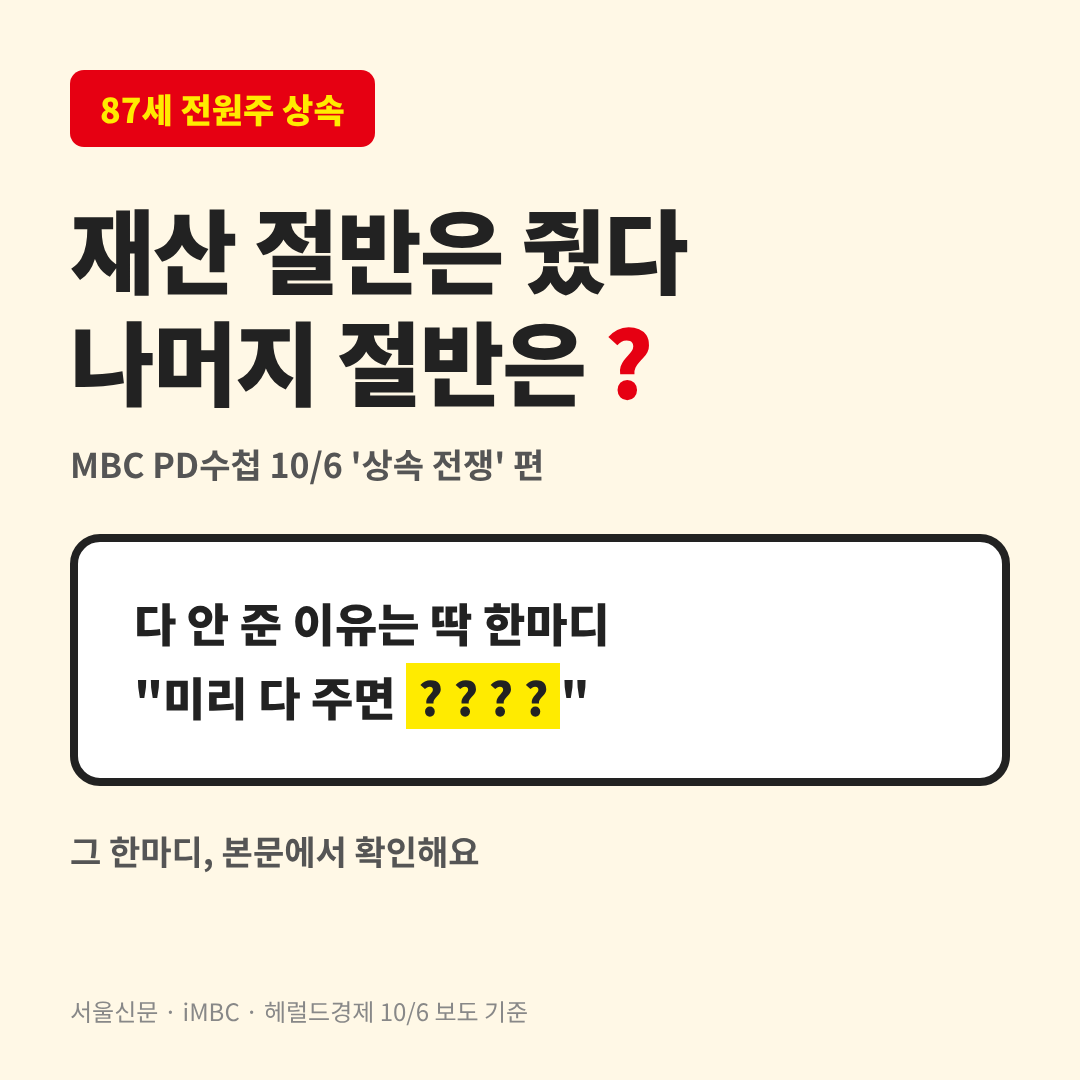 87세 전원주 상속
재산 절반은 줬다
나머지 절반은 ?
MBC PD수첩 10/6 '상속 전쟁' 편
다 안 준 이유는 딱 한마디
"미리 다 주면 ? ? ? ? "
그 한마디, 본문에서 확인해요
서울신문 · iMBC · 헤럴드경제 10/6 보도 기준